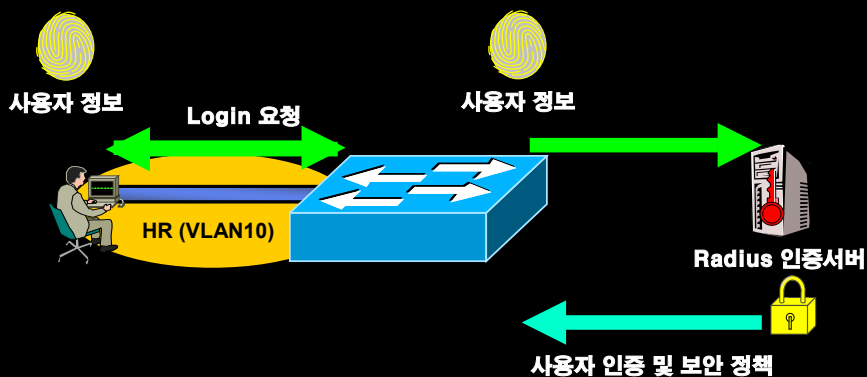 사용자 정보
사용자 정보
Login 요청
HR (VLAN10)
Radius 인증서버
사용자 인증 및 보안 정책